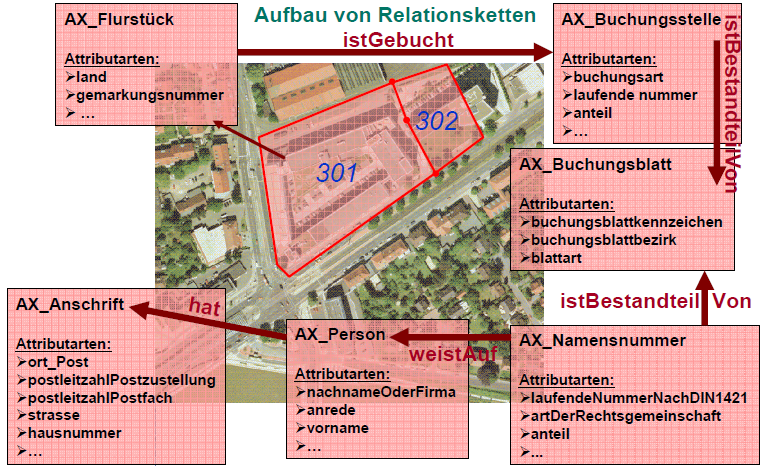 Aufbau von Relationsketten
AX_Flurstück
Attributarten:
➢land
➢gemarkungsnummer
➢ ...
istGebucht
AX_Buchungsstelle
Attributarten:
➢buchungsart
➢laufende nummer
➢anteil
➢...
istBestandteilVon
301
302
AX_Buchungsblatt
Attributarten:
➢buchungsblattkennzeichen
➢buchungsblattbezirk
➢blattart
istBestandteil Von
AX_Anschrift
Attributarten:
➢ort_Post
➢postleitzahlPostzustellung
➢postleitzahlPostfach
➢strasse
➢hausnummer
➢...
hat
AX_Person
Attributarten:
➢nachnameOderFirma
➢anrede
➢vorname
➢...
weistAuf
AX_Namensnummer
Attributarten:
➢laufendeNummerNachDIN1421
➢artDerRechtsgemeinschaft
➢anteil
➢...